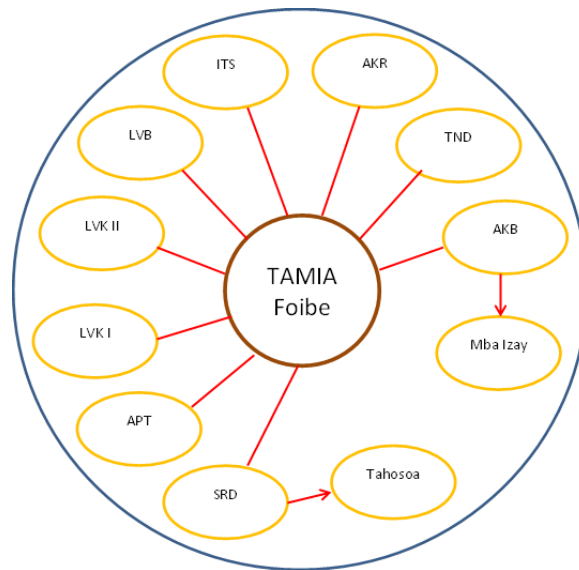 ITS
AKR
LVB
TND
LVK II
AKB
TAMIA
Foibe
LVK I
Mba Izay
APT
Tahosoa
SRD